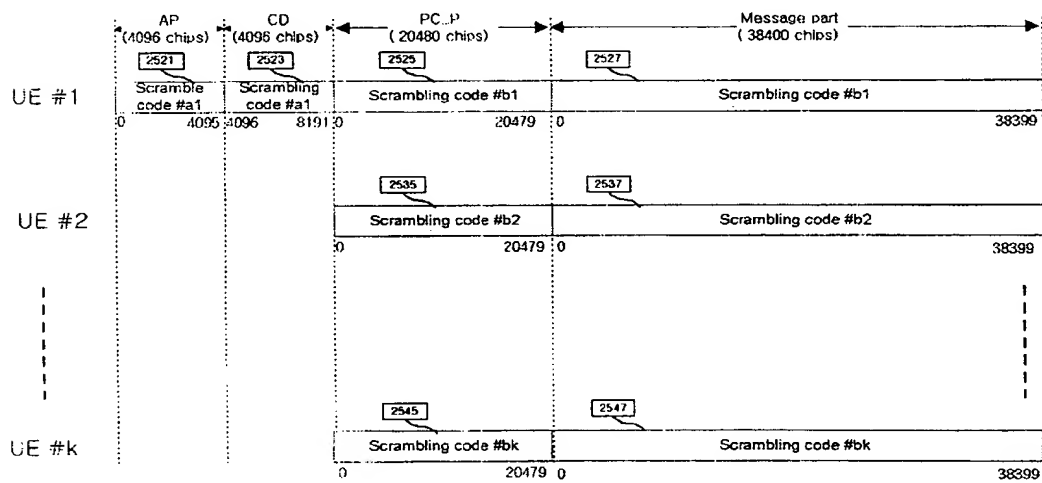 AP CD PC_P Message part
(4096 chips) (4096 chips) ( 20480 chips) ( 38400 chips)
2521 2523 2525 2527
UE #1 Scramble code #a1 Scrambling code #a1 Scrambling code #b1 Scrambling code #b1
0 4095 4096 8191 0 20479 0 38399
2535 2537
UE #2 Scrambling code #b2 Scrambling code #b2
0 20479 0 38399
2545 2547
UE #k Scrambling code #bk Scrambling code #bk
0 20479 0 38399